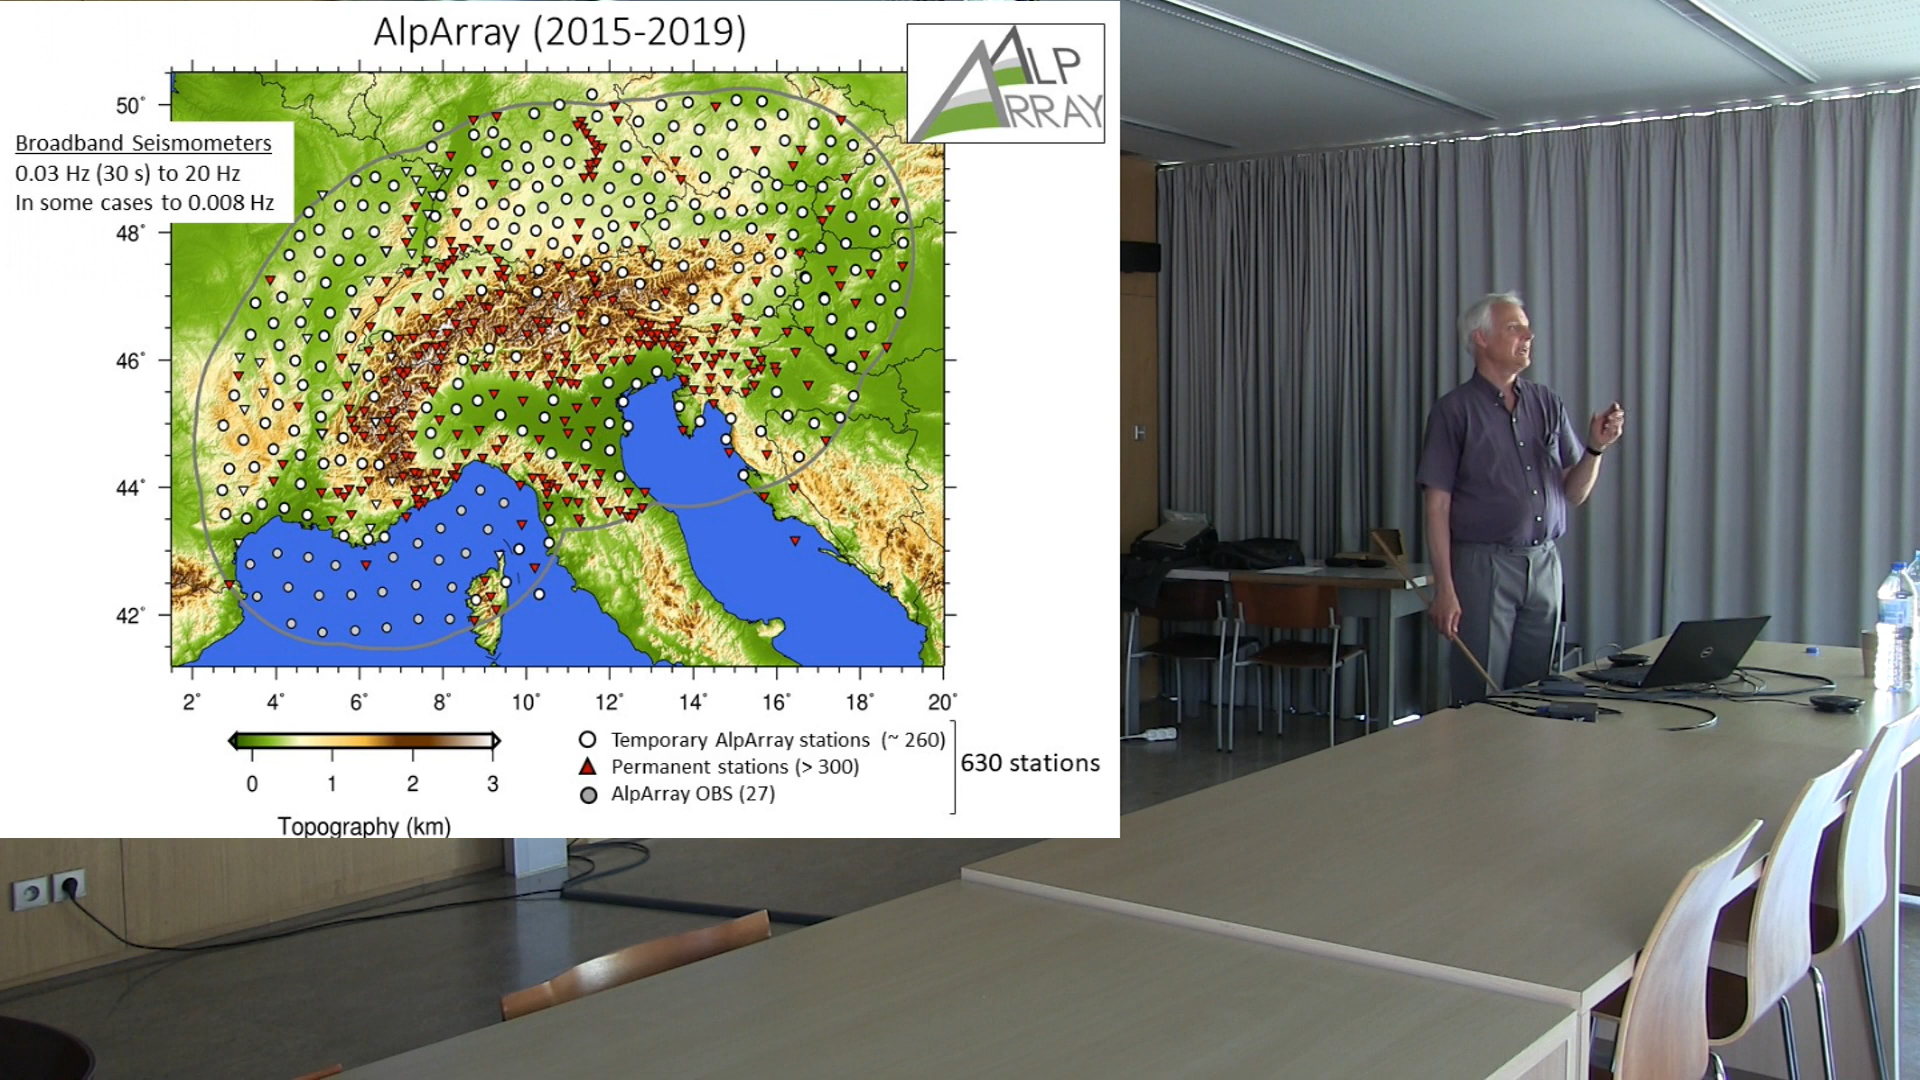 AlpArray (2015-2019)
ALP
ARRAY
Broadband Seismometers
0.03 Hz (30 s) to 20 Hz
In some cases to 0.008 Hz
50°
48°
46°
44°
42°
2° 4° 6° 8° 10° 12° 14° 16° 18° 20°
0 1 2 3
Topography (km)
Temporary AlpArray stations (~ 260)
Permanent stations (> 300)
AlpArray OBS (27)
630 stations
DELL